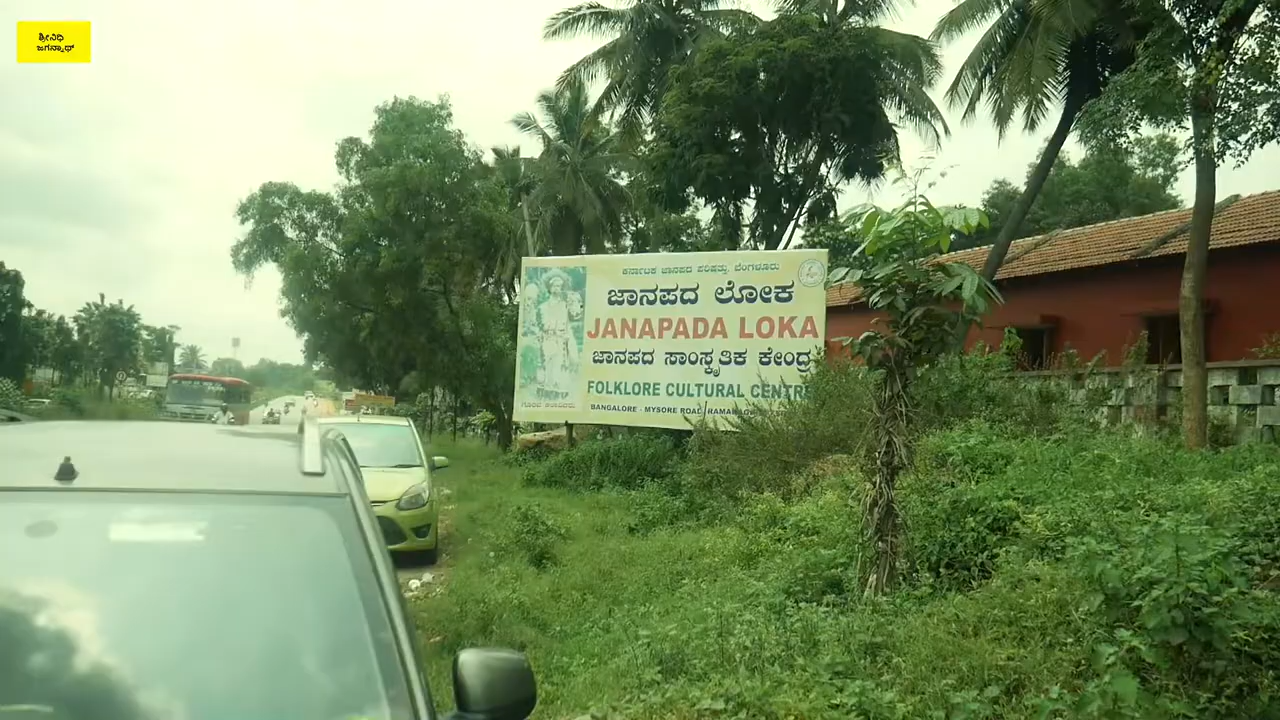 ಶ್ರೀನಿಧಿ
ಜಗನ್ನಾಥ್
ಕರ್ನಾಟಕ ಜಾನಪದ ಪರಿಷತ್ತು, ಬೆಂಗಳೂರು
ಜಾನಪದ ಲೋಕ
JANAPADA LOKA
ಜಾನಪದ ಸಾಂಸ್ಕೃತಿಕ ಕೇಂದ್ರ
FOLKLORE CULTURAL CENTRE
BANGALORE - MYSORE ROAD,